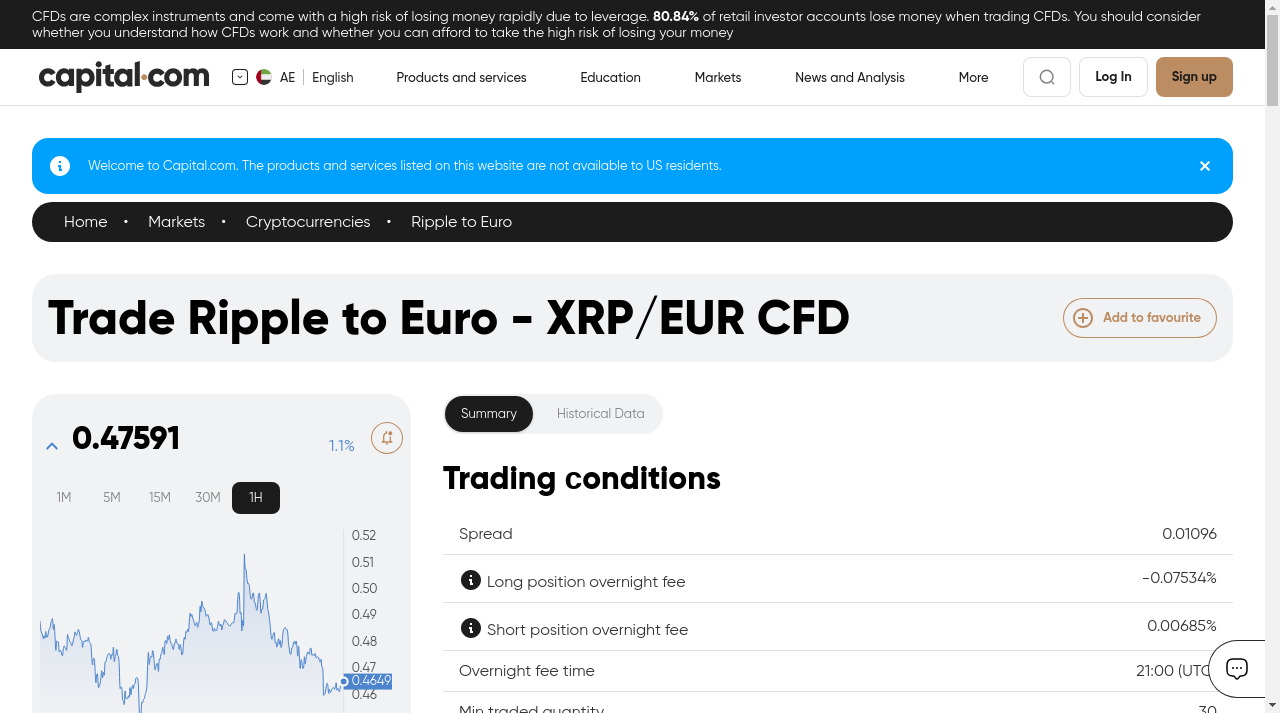 CFDs are complex instruments and come with a high risk of losing money rapidly due to leverage. 80.84% of retail investor accounts lose money when trading CFDs. You should consider
whether you understand how CFDs work and whether you can afford to take the high risk of losing your money
capital.com
AE
English
Products and services
Education
Markets
News and Analysis
More
Log In
Sign up
Welcome to Capital.com. The products and services listed on this website are not available to US residents.
Home • Markets • Cryptocurrencies • Ripple to Euro
Trade Ripple to Euro - XRP/EUR CFD
Add to favourite
0.47591
1.1%
1M 5M 15M 30M 1H
0.52
0.51
0.50
0.49
0.48
0.47
0.4649
0.46
Summary
Historical Data
Trading conditions
Spread 0.01096
Long position overnight fee -0.07534%
Short position overnight fee 0.00685%
Overnight fee time 21:00 (UTC
Min traded quantity 30